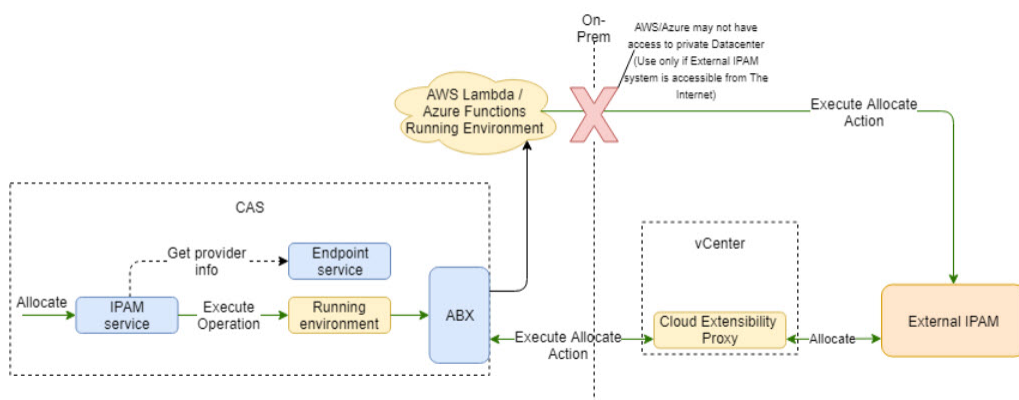 On-
Prem
AWS/Azure may not have
access to private Datacenter
(Use only if External IPAM
system is accessible from The
Internet)
AWS Lambda /
Azure Functions
Running Environment
Execute Allocate
Action
CAS
Get provider
info
Endpoint
service
vCenter
Allocate
IPAM
service
Execute
Operation
Running
environment
ABX
Execute Allocate
Action
Cloud Extensibility
Proxy
Allocate
External IPAM